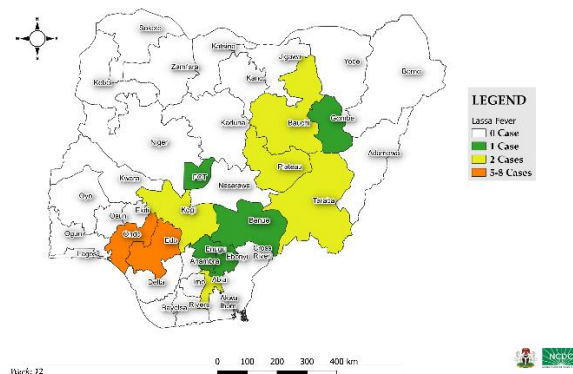 Sokoto
Katsina
Jigawa
Zamfara
Yobe
Kebbi
Kano
Borno
Kaduna
Bauchi
Gombe
Niger
Adamawa
Plateau
FCT
Kwara
Nasarawa
Oyo
Taraba
Ekiti
Kogi
Osun
Benue
Ogun
Ondo
Edo
Enugu
Cross
River
Lagos
Anambra
Ebonyi
Delta
Imo
Abia
Akwa
Ibom
Bayelsa
Rivers
LEGEND
Lassa Fever
0 Case
1 Case
2 Cases
3-8 Cases
Week: 12
0 100 200 300 400 km
NCDC